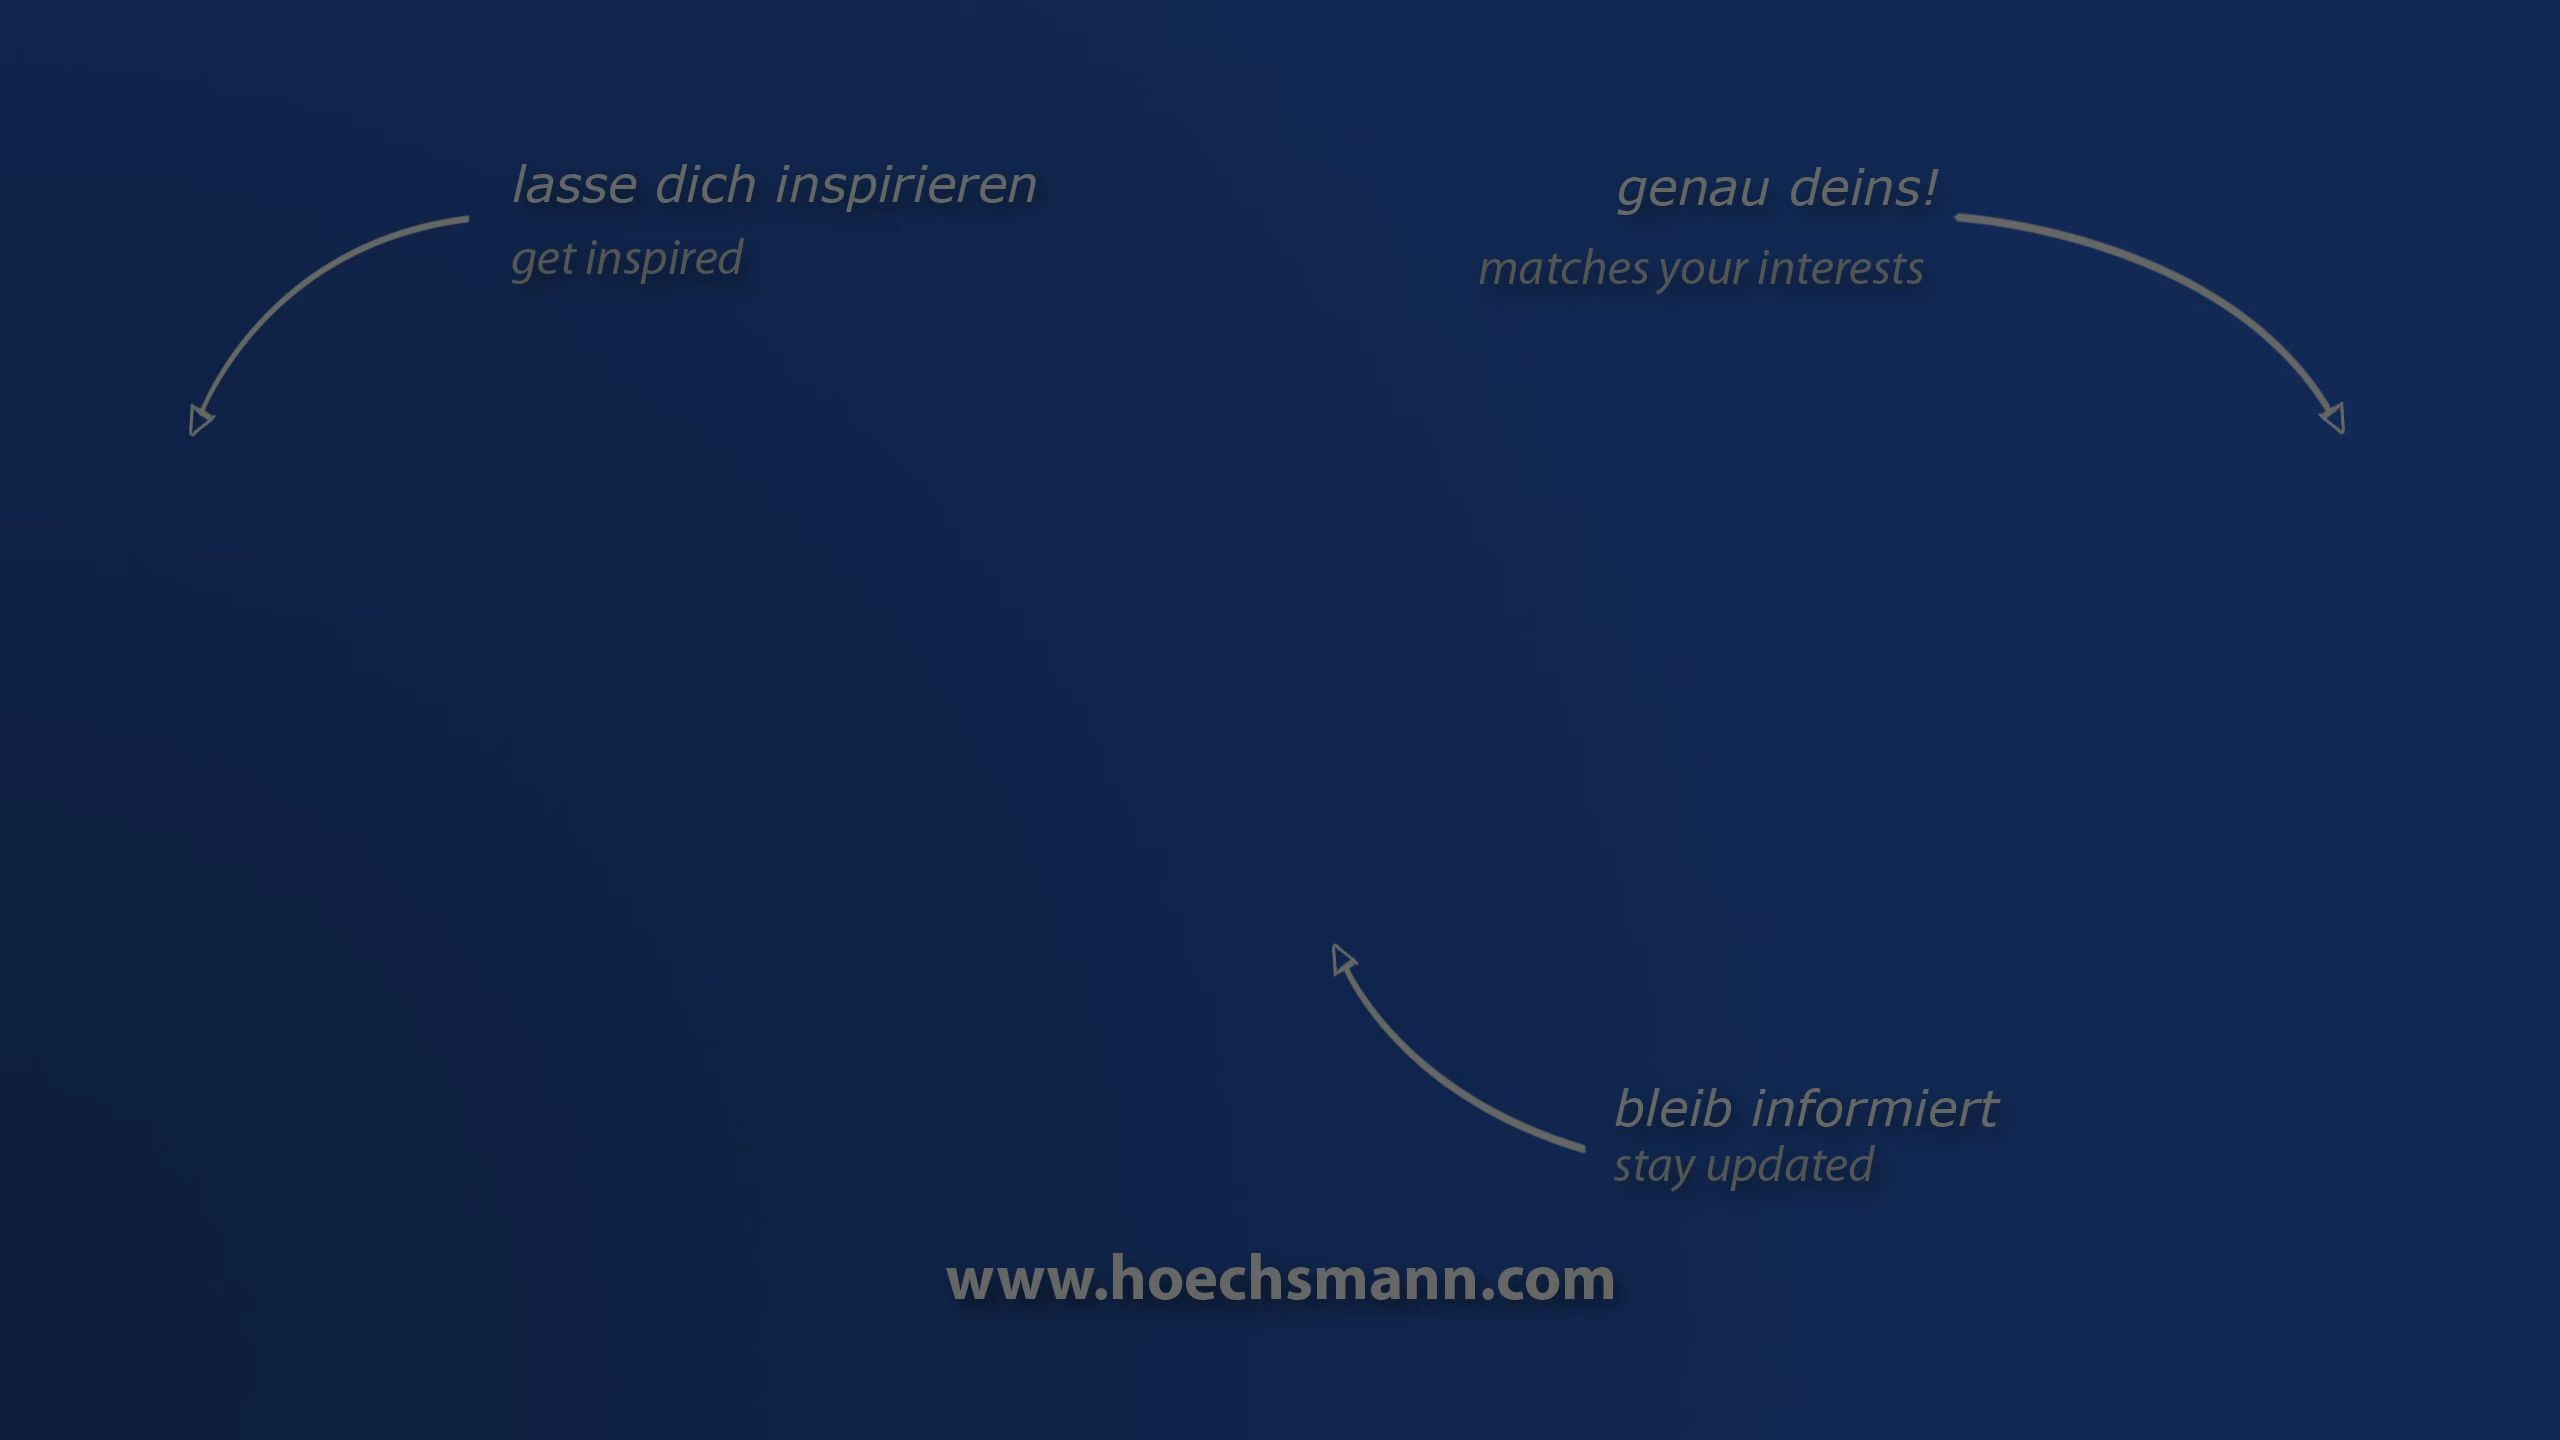 lasse dich inspirieren
get inspired
genau deins!
matches your interests
bleib informiert
stay updated
www.hoechsmann.com